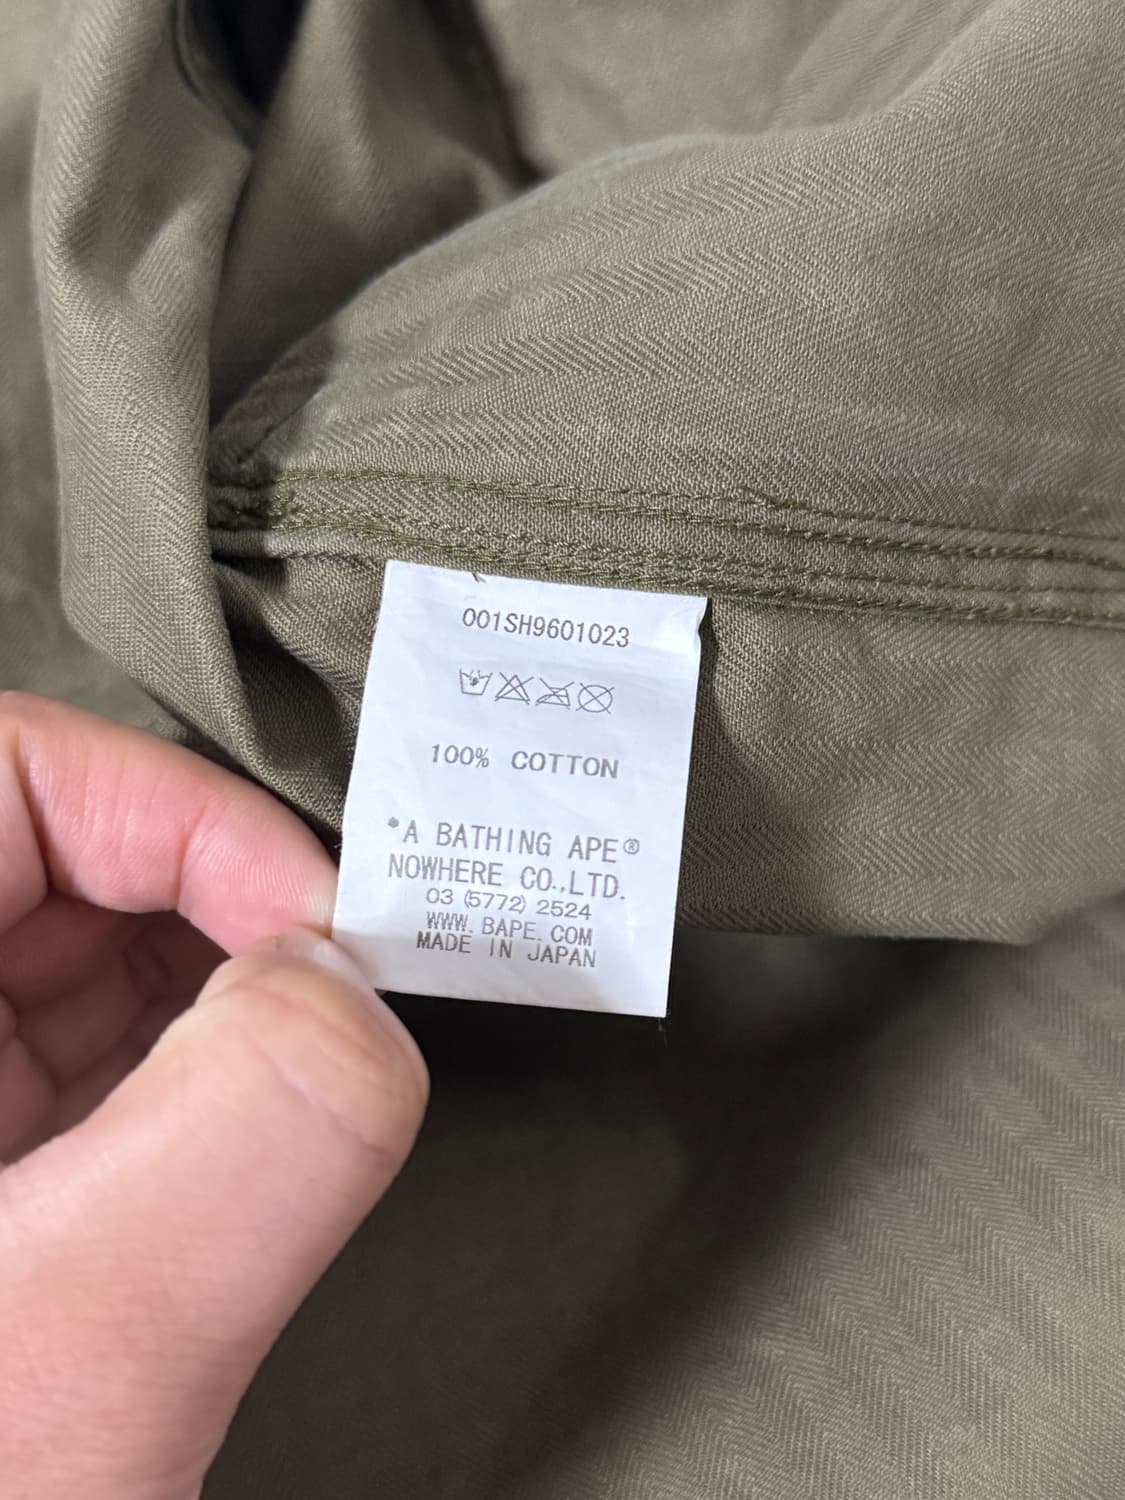 001SH9601023
100% COTTON
*A BATHING APE®
NOWHERE CO.,LTD.
03 (5772) 2524
WWW. BAPE. COM
MADE IN JAPAN